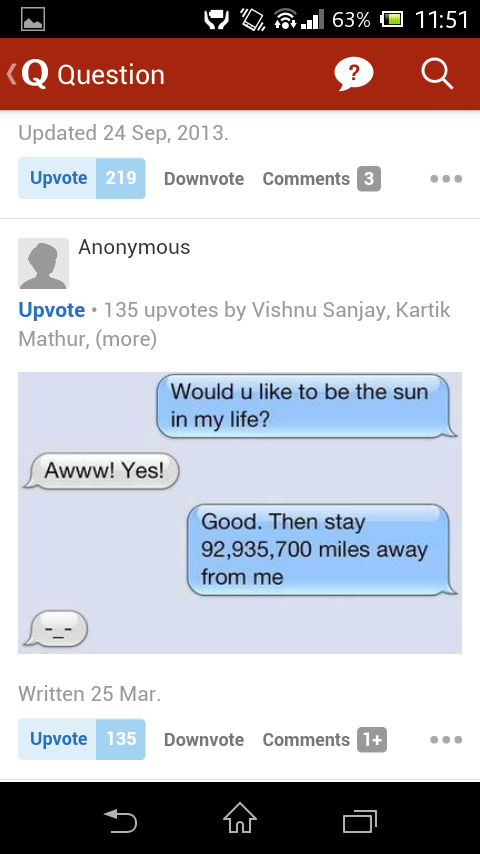 63% 11:51
Q Question ?
Updated 24 Sep, 2013.
Upvote 219 Downvote Comments 3
Anonymous
Upvote • 135 upvotes by Vishnu Sanjay, Kartik
Mathur, (more)
Would u like to be the sun
in my life?
Awww! Yes!
Good. Then stay
92,935,700 miles away
from me
-_-
Written 25 Mar.
Upvote 135 Downvote Comments 1+